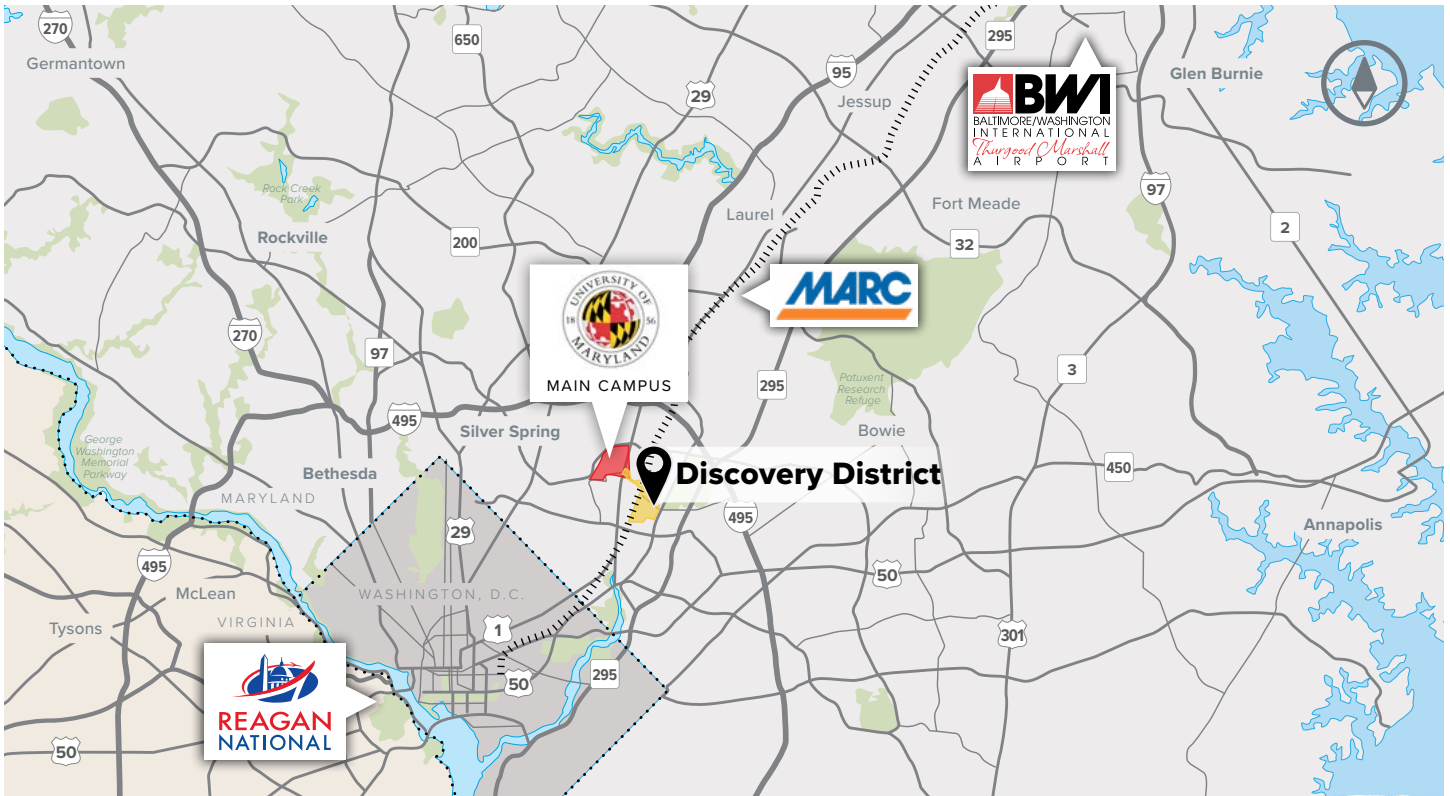 270
650
295
Germantown
95
Glen Burnie
29
Jessup
BWI
BALTIMORE/WASHINGTON
INTERNATIONAL
Thurgood Marshall
AIRPORT
Rock Creek
Park
97
Laurel
Fort Meade
2
Rockville
200
32
UNIVERSITY OF
18 56
MARYLAND
MAIN CAMPUS
MARC
270
97
3
295
Patuxent
Research
Refuge
495
Silver Spring
Bowie
George
Washington
Memorial
Parkway
Bethesda
Discovery District
450
MARYLAND
495
Annapolis
29
495
50
McLean
WASHINGTON, D.C.
VIRGINIA
Tysons
1
301
295
50
REAGAN
NATIONAL
50